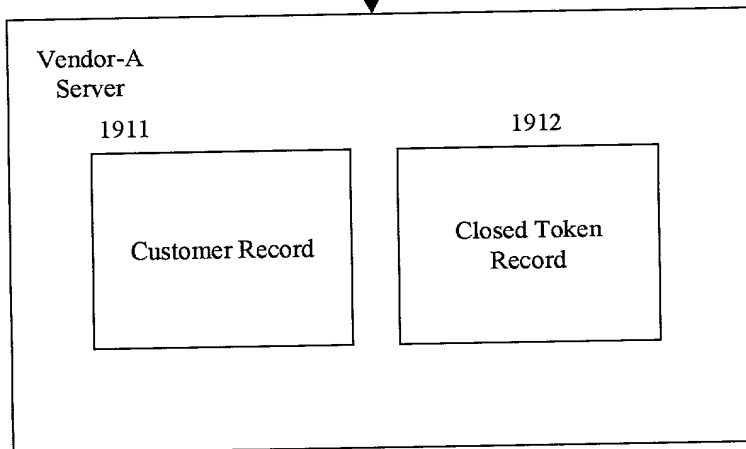 Vendor-A
Server
1911
1912
Customer Record
Closed Token
Record